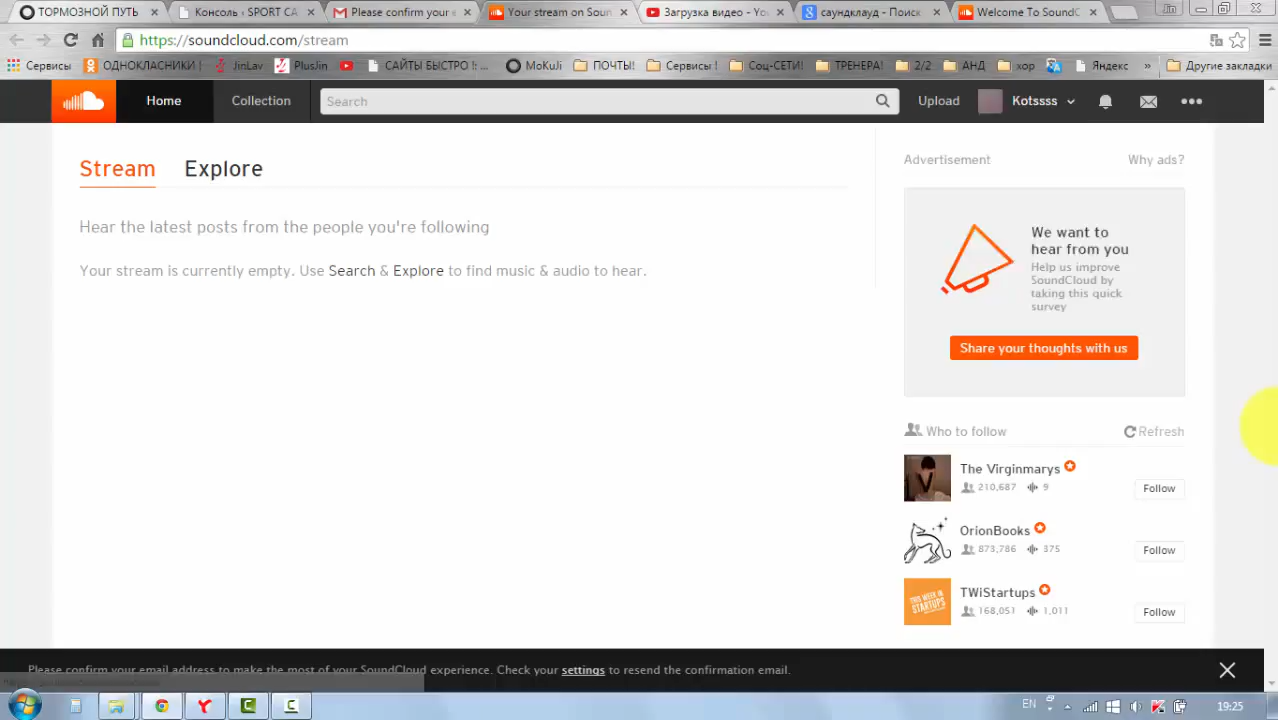 ТОРМОЗНОЙ ПУТЬ
Консоль « SPORT CA
Please confirm your e
Your stream on Soun
Загрузка видео - Yo
саундклауд - Поиск
Welcome To SoundC
https://soundcloud.com/stream
Сервисы
ОДНОКЛАСНИКИ !
JinLav
PlusJin
САЙТЫ БЫСТРО !: ...
MoKuJi
ПОЧТЫ!
Сервисы !
Соц-СЕТИ!
ТРЕНЕРА!
2/2
АНД
хор
Яндекс
»
Другие закладки
Home
Collection
Search
Upload
Kotssss
Stream
Explore
Hear the latest posts from the people you're following
Your stream is currently empty. Use Search & Explore to find music & audio to hear.
Advertisement
Why ads?
We want to
hear from you
Help us improve
SoundCloud by
taking this quick
survey
Share your thoughts with us
Who to follow
Refresh
The Virginmarys
210,687 9
Follow
OrionBooks
873,786 375
Follow
THIS WEEK IN
STARTUPS
TWiStartups
168,051 1,011
Follow
Please confirm your email address to make the most of your SoundCloud experience. Check your settings to resend the confirmation email.
EN
19:25